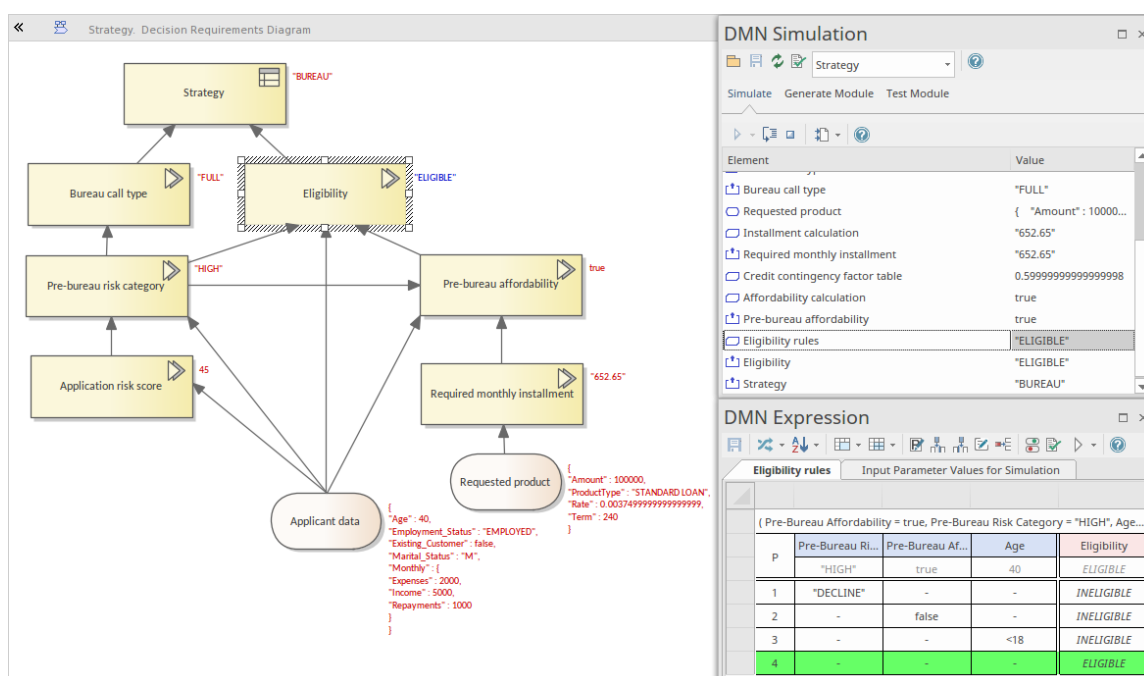 « Strategy. Decision Requirements Diagram
Strategy
"BUREAU"
Bureau call type
"FULL"
Eligibility
"ELIGIBLE"
Pre-bureau risk category
"HIGH"
Pre-bureau affordability
true
Application risk score
45
Required monthly installment
"652.65"
Applicant data
{
"Age" : 40,
"Employment_Status" : "EMPLOYED",
"Existing_Customer" : false,
"Marital_Status" : "M",
"Monthly" : {
"Expenses" : 2000,
"Income" : 5000,
"Repayments" : 1000
}
}
Requested product
{
"Amount" : 100000,
"ProductType" : "STANDARD LOAN",
"Rate" : 0.0037499999999999999,
"Term" : 240
}
DMN Simulation
Strategy
Simulate Generate Module Test Module
Element Value
Bureau call type "FULL"
Requested product { "Amount" : 10000...
Installment calculation "652.65"
Required monthly installment "652.65"
Credit contingency factor table 0.59999999999999998
Affordability calculation true
Pre-bureau affordability true
Eligibility rules "ELIGIBLE"
Eligibility "ELIGIBLE"
Strategy "BUREAU"
DMN Expression
Eligibility rules Input Parameter Values for Simulation
( Pre-Bureau Affordability = true, Pre-Bureau Risk Category = "HIGH", Age...
P Pre-Bureau Ri... Pre-Bureau Af... Age Eligibility
"HIGH" true 40 ELIGIBLE
1 "DECLINE" - - INELIGIBLE
2 - false - INELIGIBLE
3 - - <18 INELIGIBLE
4 - - - ELIGIBLE